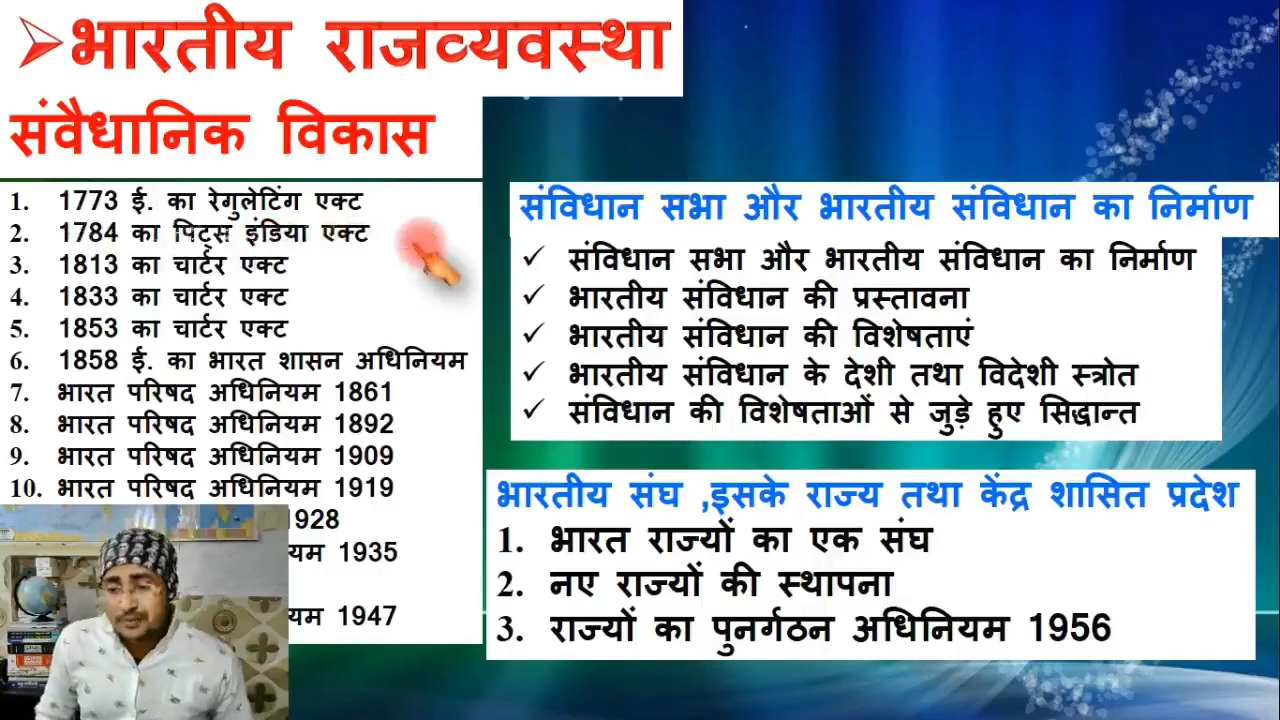 भारतीय राजव्यवस्था
संवैधानिक विकास
1. 1773 ई. का रेगुलेटिंग एक्ट
2. 1784 का पिट्स इंडिया एक्ट
3. 1813 का चार्टर एक्ट
4. 1833 का चार्टर एक्ट
5. 1853 का चार्टर एक्ट
6. 1858 ई. का भारत शासन अधिनियम
7. भारत परिषद अधिनियम 1861
8. भारत परिषद अधिनियम 1892
9. भारत परिषद अधिनियम 1909
10. भारत परिषद अधिनियम 1919
1928
यम 1935
यम 1947
संविधान सभा और भारतीय संविधान का निर्माण
✓ संविधान सभा और भारतीय संविधान का निर्माण
✓ भारतीय संविधान की प्रस्तावना
✓ भारतीय संविधान की विशेषताएं
✓ भारतीय संविधान के देशी तथा विदेशी स्त्रोत
✓ संविधान की विशेषताओं से जुड़े हुए सिद्धान्त
भारतीय संघ ,इसके राज्य तथा केंद्र शासित प्रदेश
1. भारत राज्यों का एक संघ
2. नए राज्यों की स्थापना
3. राज्यों का पुनर्गठन अधिनियम 1956